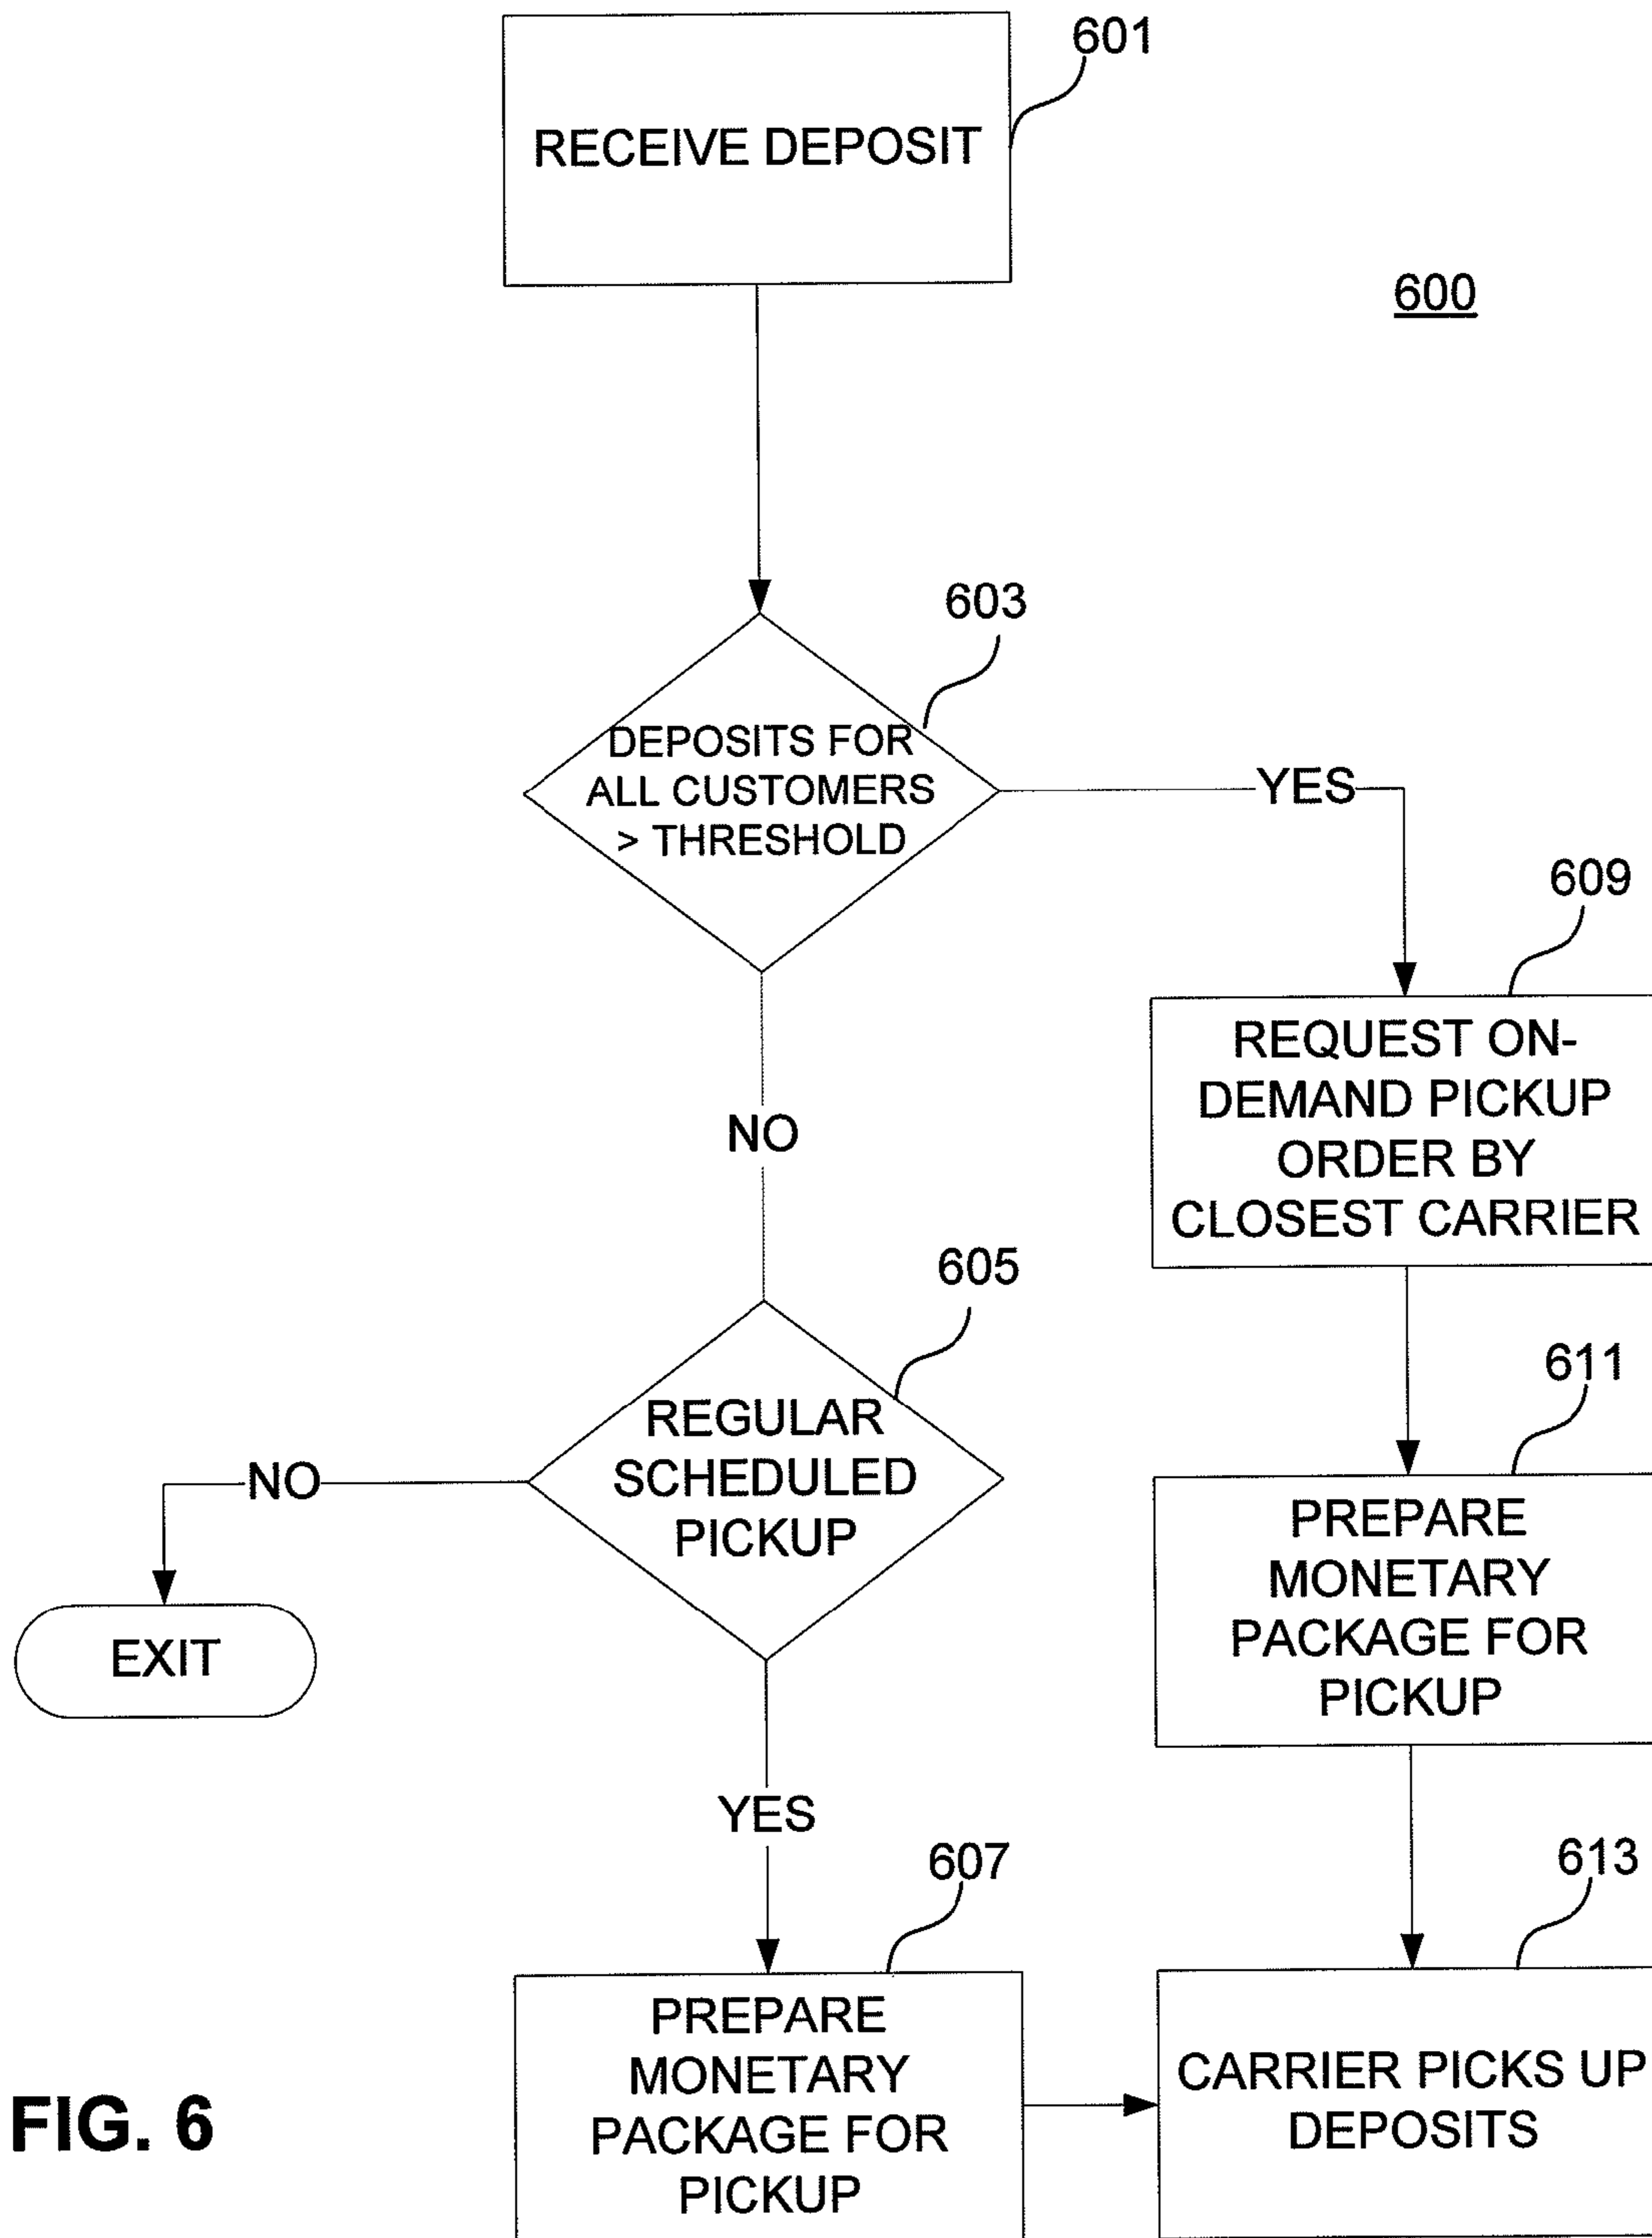 601
RECEIVE DEPOSIT
600
603
DEPOSITS FOR
ALL CUSTOMERS
> THRESHOLD
YES
609
REQUEST ON-
DEMAND PICKUP
ORDER BY
CLOSEST CARRIER
NO
605
REGULAR
SCHEDULED
PICKUP
NO
EXIT
611
PREPARE
MONETARY
PACKAGE FOR
PICKUP
YES
607
PREPARE
MONETARY
PACKAGE FOR
PICKUP
613
CARRIER PICKS UP
DEPOSITS
FIG. 6